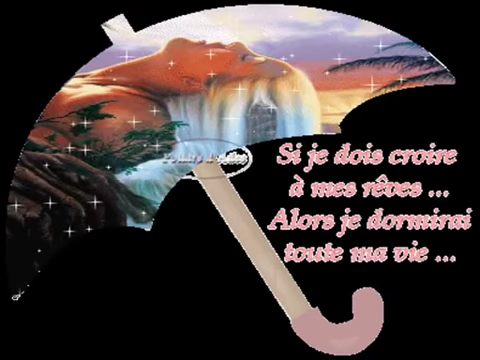 Si je dois croire
à mes rêves ...
Alors je dormirai
toute ma vie ...